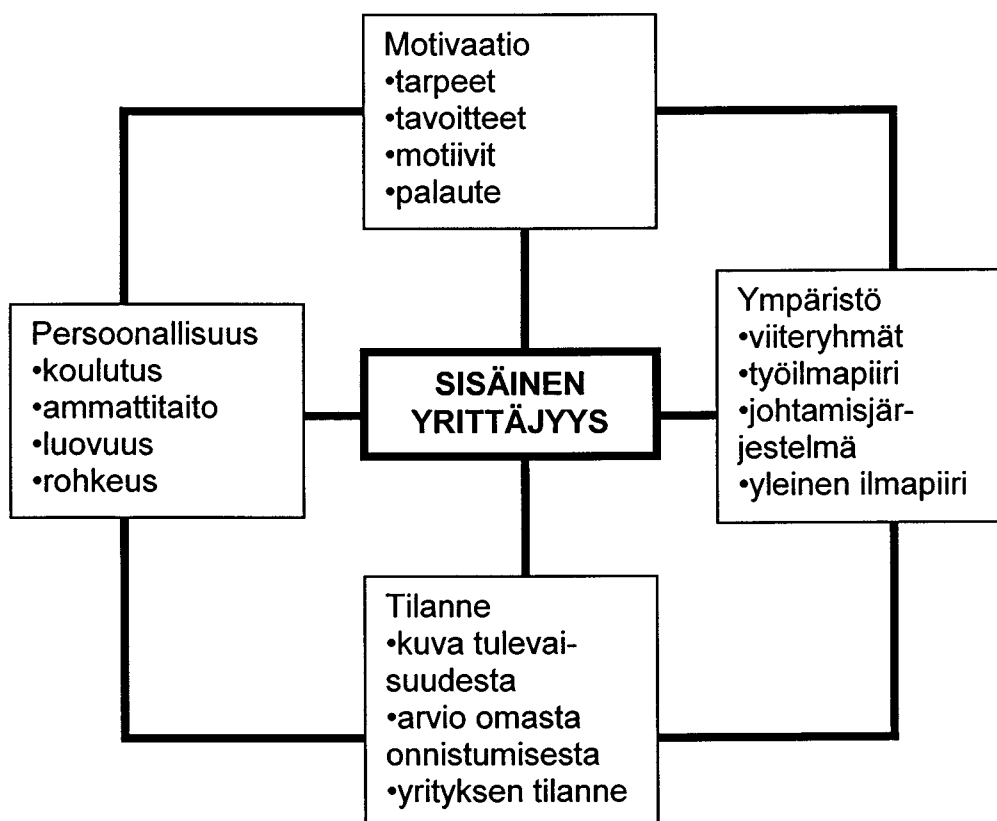 Motivaatio
•tarpeet
•tavoitteet
•motiivit
•palaute
Persoonallisuus
•koulutus
•ammattitaito
•luovuus
•rohkeus
SISÄINEN
YRITTÄJYYS
Ympäristö
•viiteryhmät
•työilmapiiri
•johtamisjär-
jestelmä
•yleinen ilmapiiri
Tilanne
•kuva tulevai-
suudesta
•arvio omasta
onnistumisesta
•yrityksen tilanne